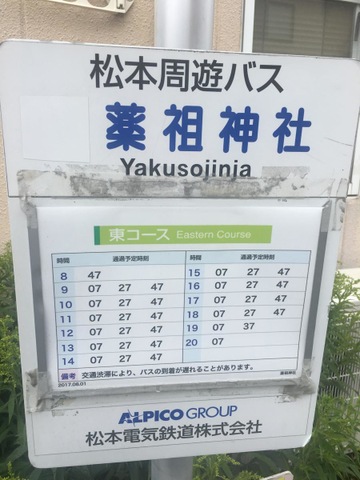 松本周遊バス
薬祖神社
Yakusojinja
東コース Eastern Course
時間 通過予定時刻 時間 通過予定時刻
8 47 15 07 27 47
9 07 27 47 16 07 27 47
10 07 27 47 17 07 27 47
11 07 27 47 18 07 27 47
12 07 27 47 19 07 37
13 07 27 47 20 07
14 07 27 47
備考 交通渋滞により、バスの到着が遅れることがあります。
2017.06.01 薬祖神社
ALPICO GROUP
松本電気鉄道株式会社